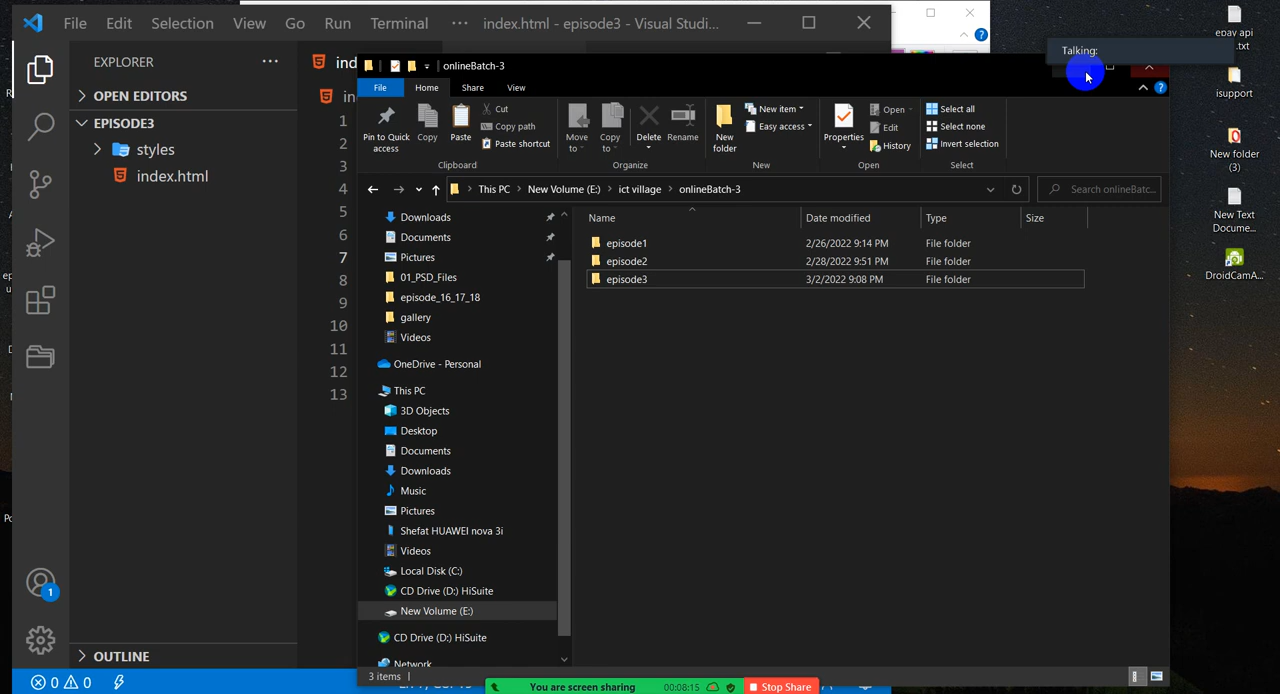 File Edit Selection View Go Run Terminal ··· index.html - episode3 - Visual Studi...
EXPLORER ···
OPEN EDITORS
EPISODE3
styles
index.html
OUTLINE
0 0
1
1
2
3
4
5
6
7
8
9
10
11
12
13
onlineBatch-3
File Home Share View
Pin to Quick access
Copy
Paste
Cut
Copy path
Paste shortcut
Clipboard
Move to
Copy to
Delete
Rename
Organize
New folder
New item
Easy access
New
Properties
Open
Edit
History
Open
Select all
Select none
Invert selection
Select
This PC > New Volume (E:) > ict village > onlineBatch-3
Search onlineBatc...
Downloads
Documents
Pictures
01_PSD_Files
episode_16_17_18
gallery
Videos
OneDrive - Personal
This PC
3D Objects
Desktop
Documents
Downloads
Music
Pictures
Shefat HUAWEI nova 3i
Videos
Local Disk (C:)
CD Drive (D:) HiSuite
New Volume (E:)
CD Drive (D:) HiSuite
Network
Name Date modified Type Size
episode1 2/26/2022 9:14 PM File folder
episode2 2/28/2022 9:51 PM File folder
episode3 3/2/2022 9:08 PM File folder
3 items
Talking:
epay api
.txt
isupport
New folder
(3)
New Text
Docume...
DroidCamA...
You are screen sharing 00:08:15 Stop Share